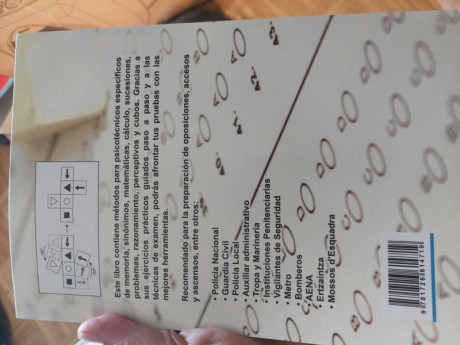 Este libro contiene métodos para psicotécnicos específicos
de memoria, sinónimos, matemáticas, cálculo, sucesiones,
problemas, razonamiento, perceptivos y cubos. Gracias a
sus ejercicios prácticos guiados paso a paso y a las
técnicas de examen, podrás afrontar tus pruebas con las
mejores herramientas.
Recomendado para la preparación de oposiciones, accesos
y ascensos, entre otros:
• Policía Nacional
• Guardia Civil
• Policía Local
• Auxiliar administrativo
• Tropa y Marinería
• Instituciones Penitenciarias
• Vigilantes de Seguridad
• Metro
• Bomberos
• AENA
• Ertzaintza
• Mossos d'Esquadra